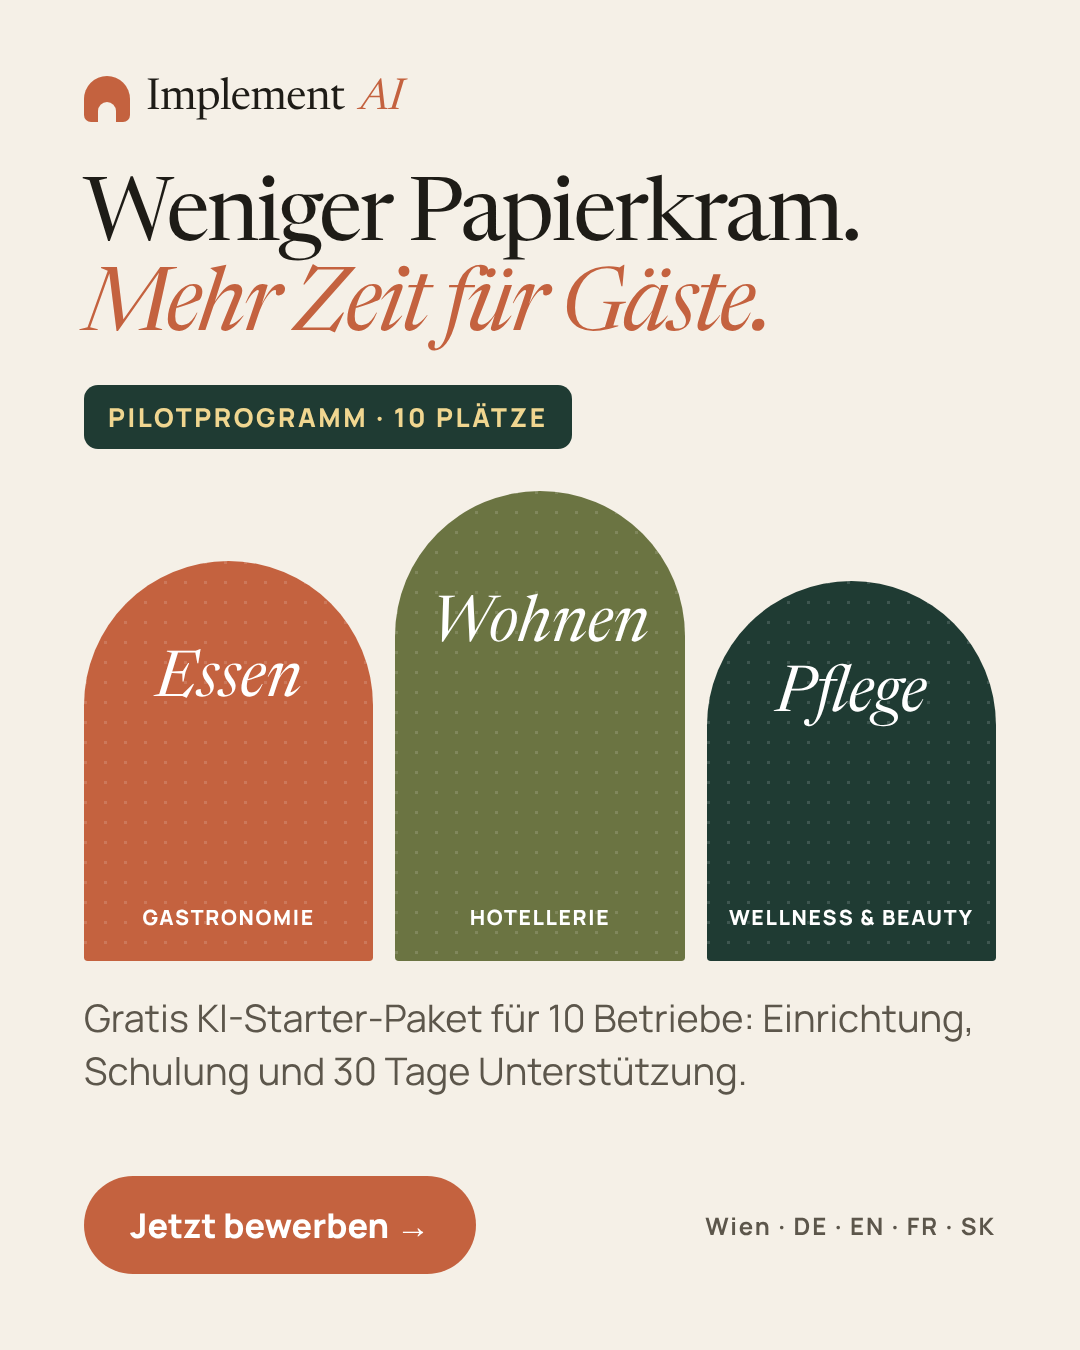 Implement AI
Weniger Papierkram.
Mehr Zeit für Gäste.
PILOTPROGRAMM · 10 PLÄTZE
Essen
Wohnen
Pflege
GASTRONOMIE
HOTELLERIE
WELLNESS & BEAUTY
Gratis KI-Starter-Paket für 10 Betriebe: Einrichtung,
Schulung und 30 Tage Unterstützung.
Jetzt bewerben →
Wien · DE · EN · FR · SK